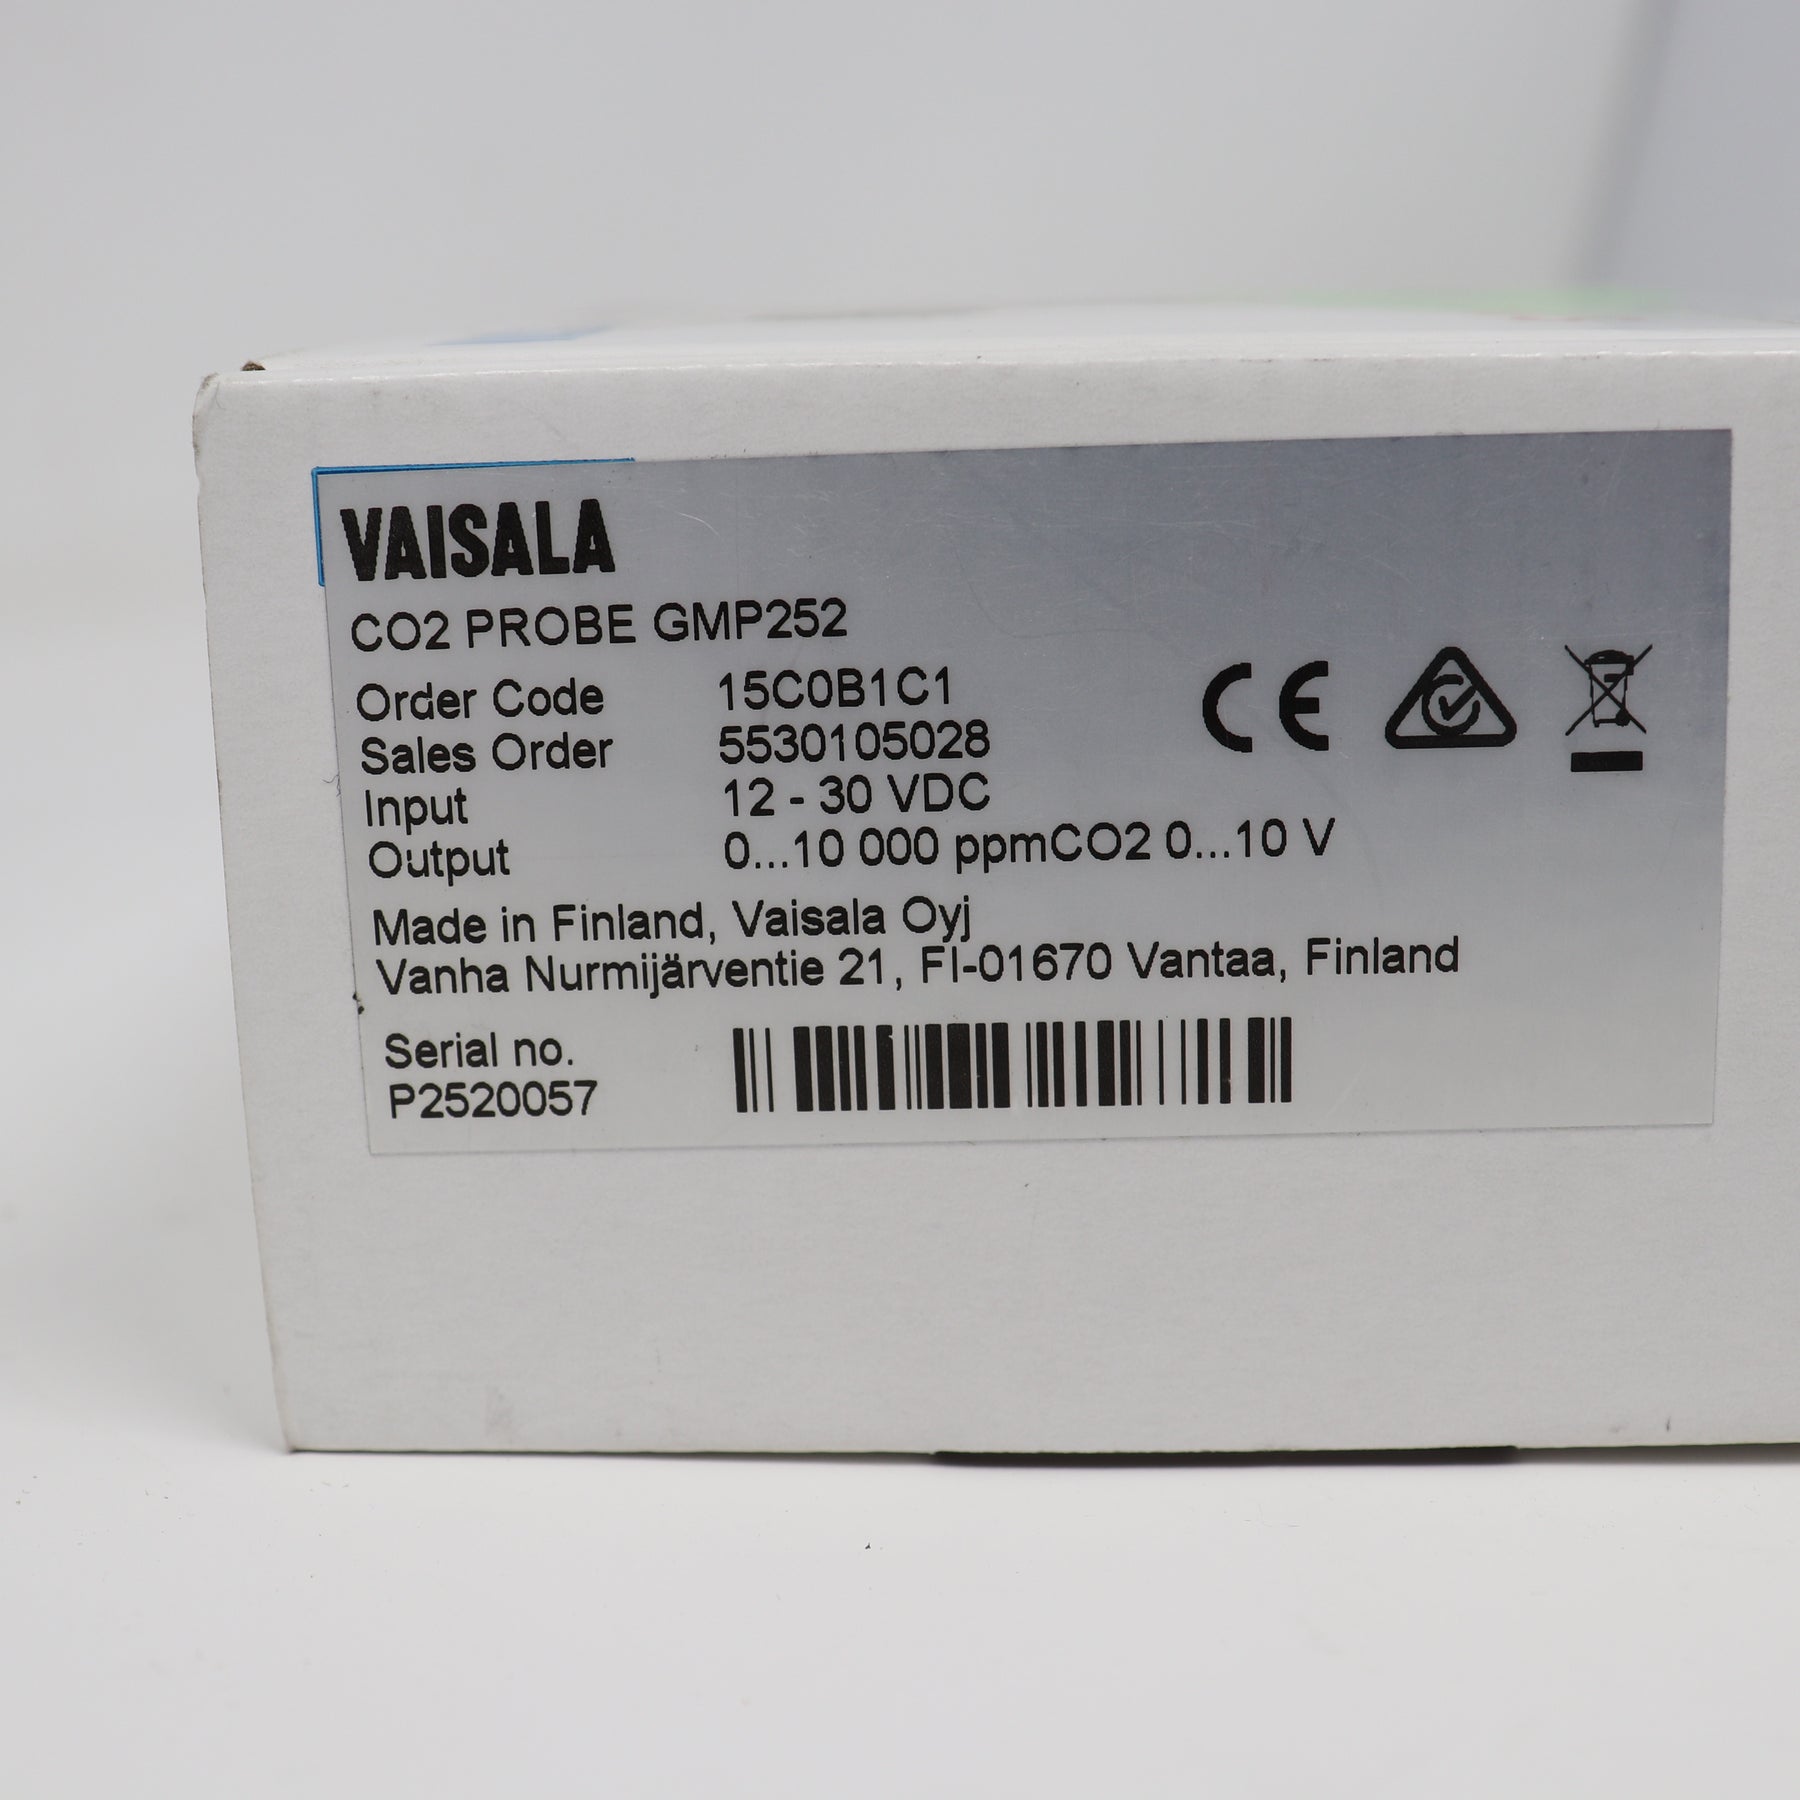 VAISALA
CO2 PROBE GMP252
Order Code 15C0B1C1
Sales Order 5530105028
Input 12 - 30 VDC
Output 0...10 000 ppmCO2 0...10 V
CE
Made in Finland, Vaisala Oyj
Vanha Nurmijärventie 21, FI-01670 Vantaa, Finland
Serial no.
P2520057